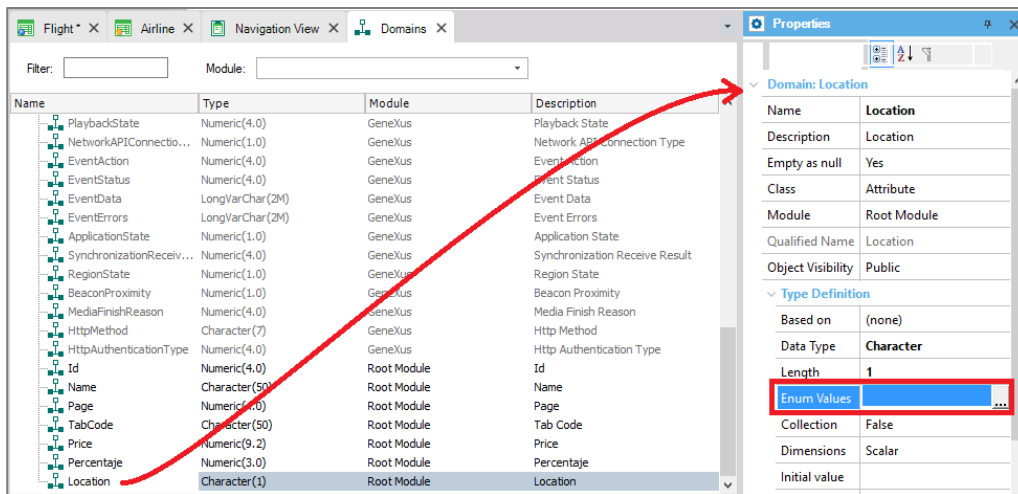 Flight * X Airline X Navigation View X Domains X
Filter: Module:
Name Type Module Description
PlaybackState Numeric(4.0) GeneXus Playback State
NetworkAPIConnectio... Numeric(1.0) GeneXus Network API Connection Type
EventAction Numeric(4.0) GeneXus Event Action
EventStatus Numeric(4.0) GeneXus Event Status
EventData LongVarChar(2M) GeneXus Event Data
EventErrors LongVarChar(2M) GeneXus Event Errors
ApplicationState Numeric(1.0) GeneXus Application State
SynchronizationReceiv... Numeric(4.0) GeneXus Synchronization Receive Result
RegionState Numeric(1.0) GeneXus Region State
BeaconProximity Numeric(1.0) GeneXus Beacon Proximity
MediaFinishReason Numeric(4.0) GeneXus Media Finish Reason
HttpMethod Character(7) GeneXus Http Method
HttpAuthenticationType Numeric(4.0) GeneXus Http Authentication Type
Id Numeric(4.0) Root Module Id
Name Character(50) Root Module Name
Page Numeric(4.0) Root Module Page
TabCode Character(50) Root Module Tab Code
Price Numeric(9.2) Root Module Price
Percentaje Numeric(3.0) Root Module Percentaje
Location Character(1) Root Module Location
Properties
Domain: Location
Name Location
Description Location
Empty as null Yes
Class Attribute
Module Root Module
Qualified Name Location
Object Visibility Public
Type Definition
Based on (none)
Data Type Character
Length 1
Enum Values ...
Collection False
Dimensions Scalar
Initial value